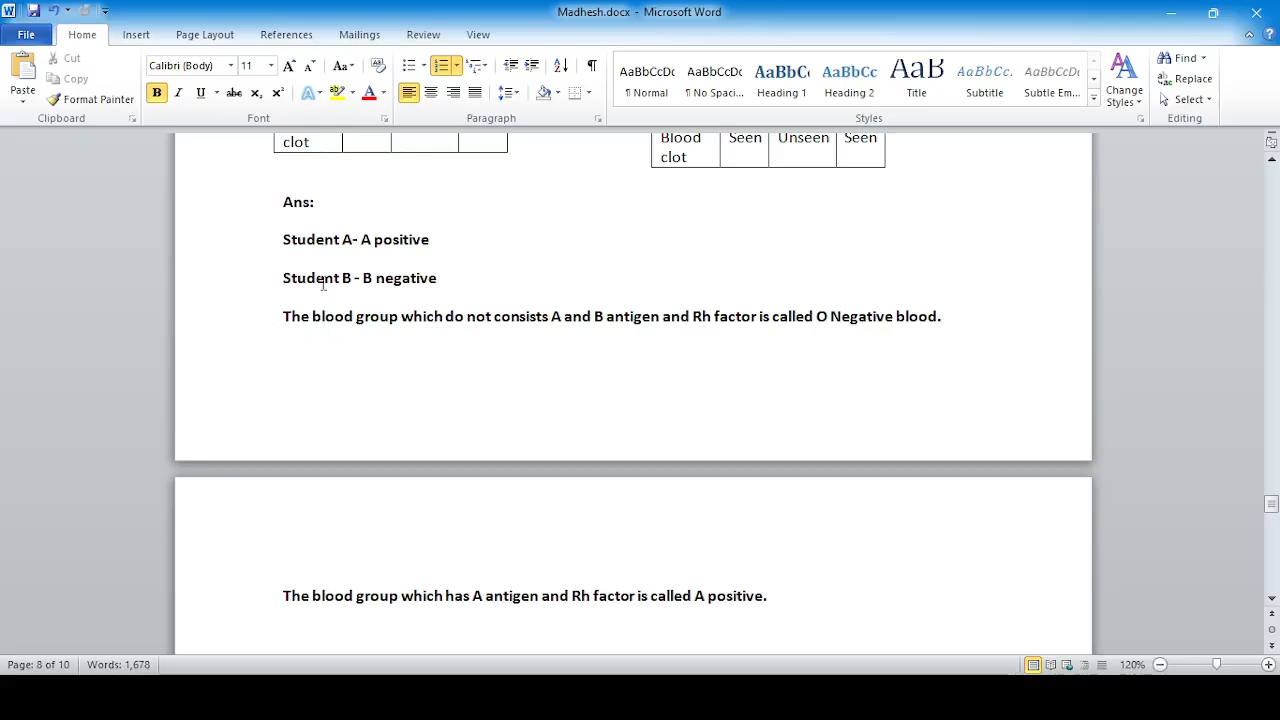 Madhesh.docx - Microsoft Word
File Home Insert Page Layout References Mailings Review View
Paste
Cut
Copy
Format Painter
Clipboard
Calibri (Body) 11
Font
Paragraph
AaBbCcDc AaBbCcDc AaBbC AaBbCc AaB AaBbCc. AaBbCcDc
¶ Normal ¶ No Spaci... Heading 1 Heading 2 Title Subtitle Subtle Em...
Styles
Change Styles
Find
Replace
Select
Editing
clot
Blood clot Seen Unseen Seen
Ans:
Student A- A positive
Student B - B negative
The blood group which do not consists A and B antigen and Rh factor is called O Negative blood.
The blood group which has A antigen and Rh factor is called A positive.
Page: 8 of 10 Words: 1,678 120%